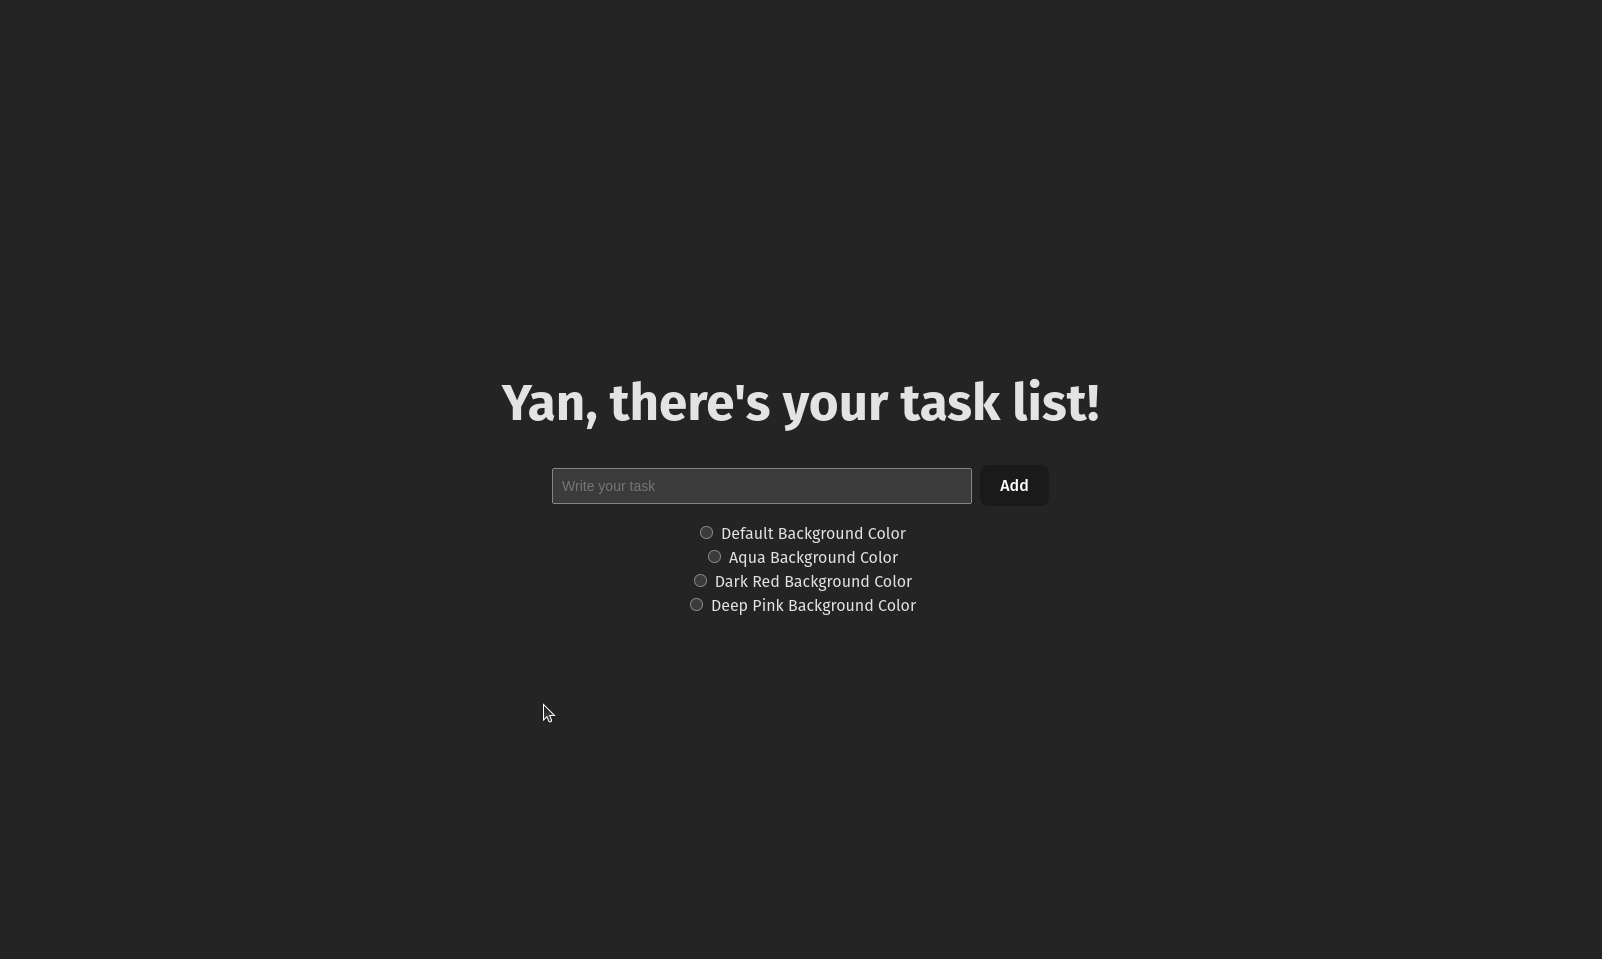 Yan, there's your task list!
Write your task
Add
Default Background Color
Aqua Background Color
Dark Red Background Color
Deep Pink Background Color